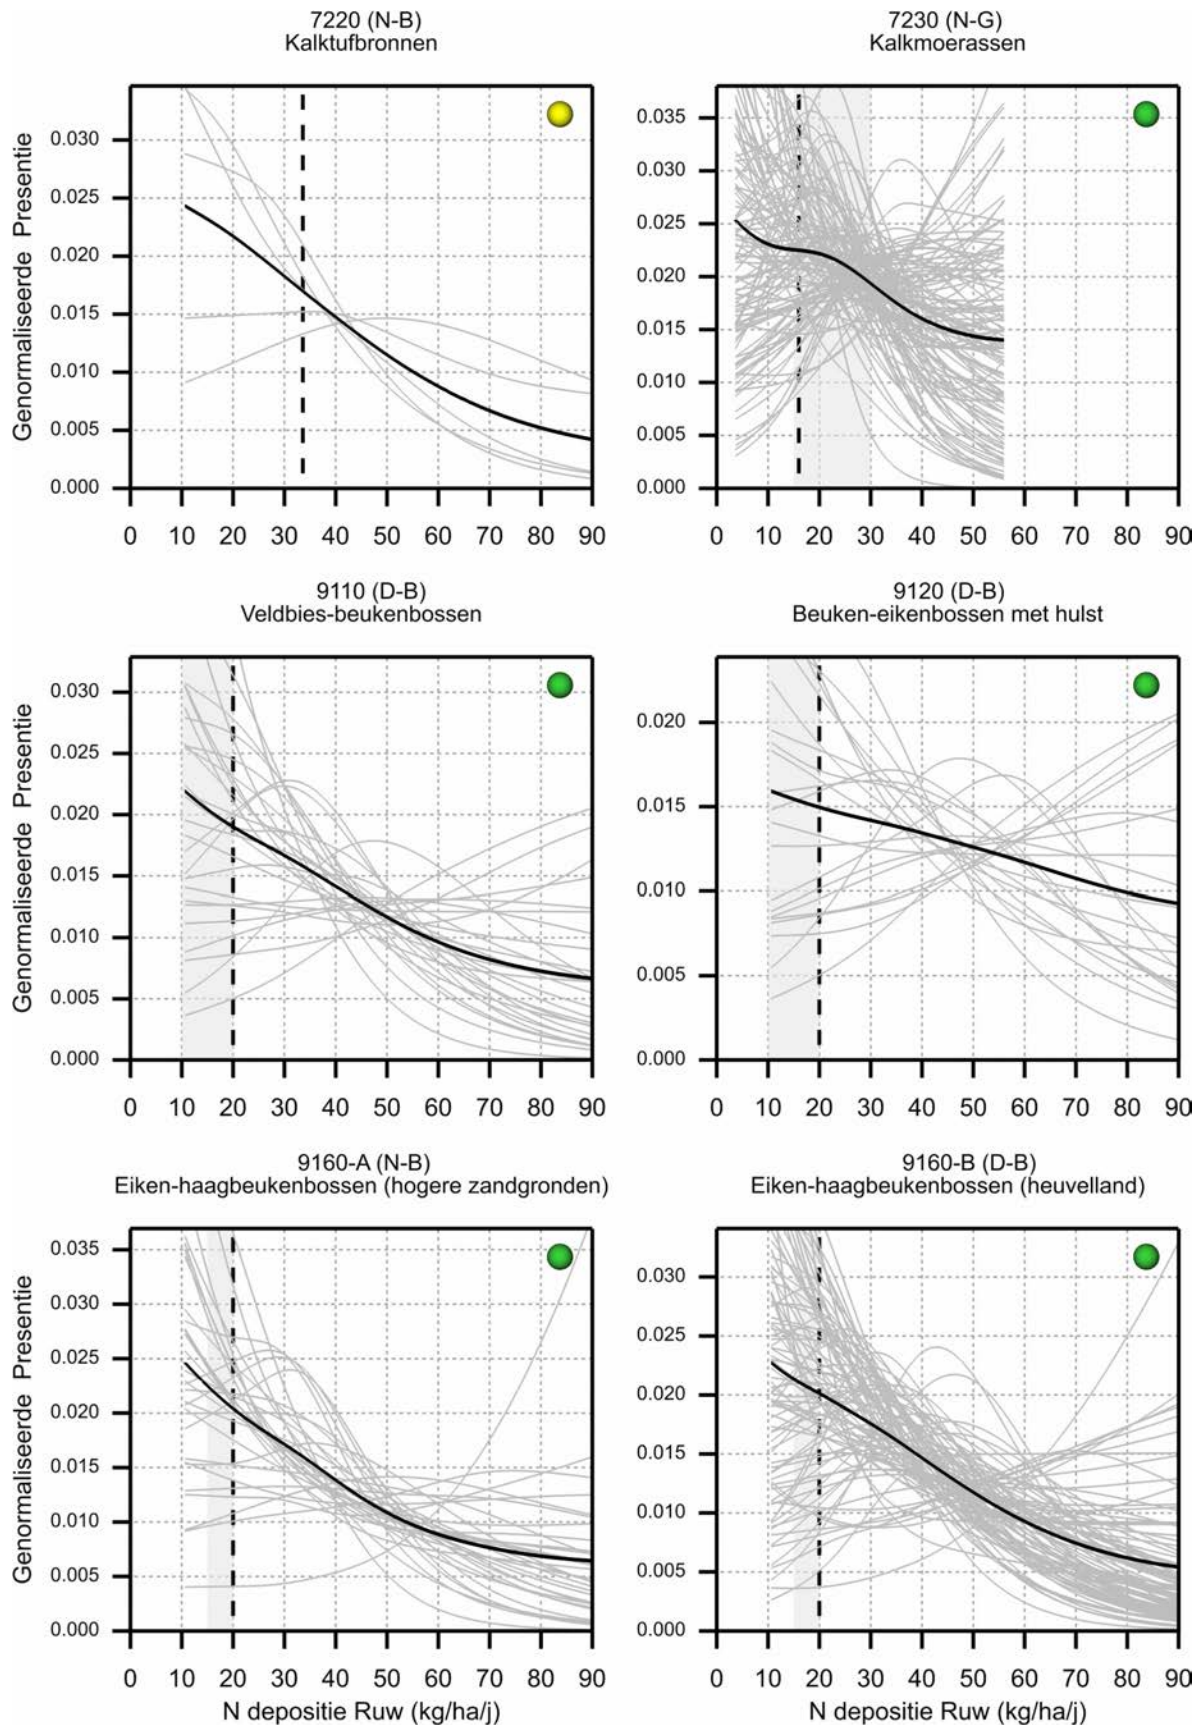 7220 (N-B)
Kalktufbronnen
Genormaliseerde Presentie
0.030
0.025
0.020
0.015
0.010
0.005
0.000
0 10 20 30 40 50 60 70 80 90
7230 (N-G)
Kalkmoerassen
0.035
0.030
0.025
0.020
0.015
0.010
0.005
0.000
0 10 20 30 40 50 60 70 80 90
9110 (D-B)
Veldbies-beukenbossen
Genormaliseerde Presentie
0.030
0.025
0.020
0.015
0.010
0.005
0.000
0 10 20 30 40 50 60 70 80 90
9120 (D-B)
Beuken-eikenbossen met hulst
0.020
0.015
0.010
0.005
0.000
0 10 20 30 40 50 60 70 80 90
9160-A (N-B)
Eiken-haagbeukenbossen (hogere zandgronden)
Genormaliseerde Presentie
0.035
0.030
0.025
0.020
0.015
0.010
0.005
0.000
0 10 20 30 40 50 60 70 80 90
N depositie Ruw (kg/ha/j)
9160-B (D-B)
Eiken-haagbeukenbossen (heuvelland)
0.030
0.025
0.020
0.015
0.010
0.005
0.000
0 10 20 30 40 50 60 70 80 90
N depositie Ruw (kg/ha/j)